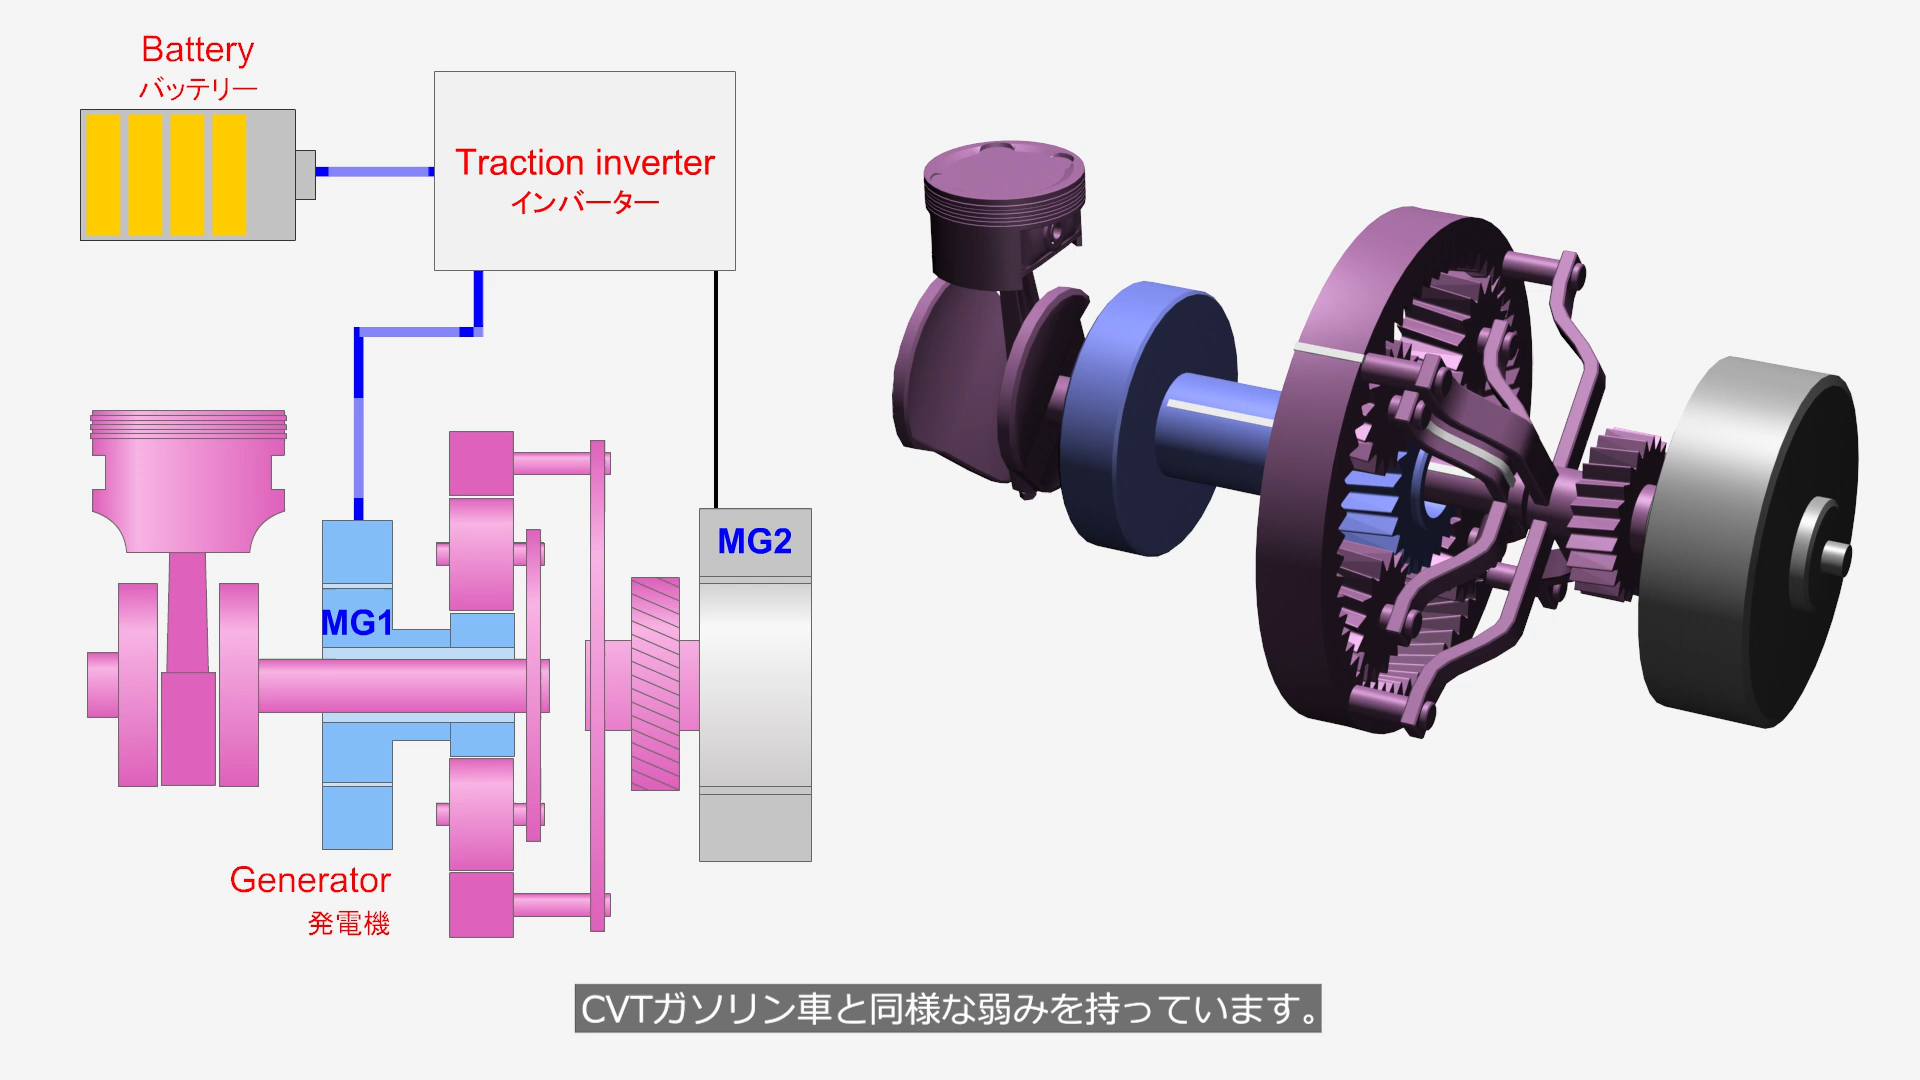 Battery
バッテリー
Traction inverter
インバーター
MG2
MG1
Generator
発電機
CVTガソリン車と同様な弱みを持っています。